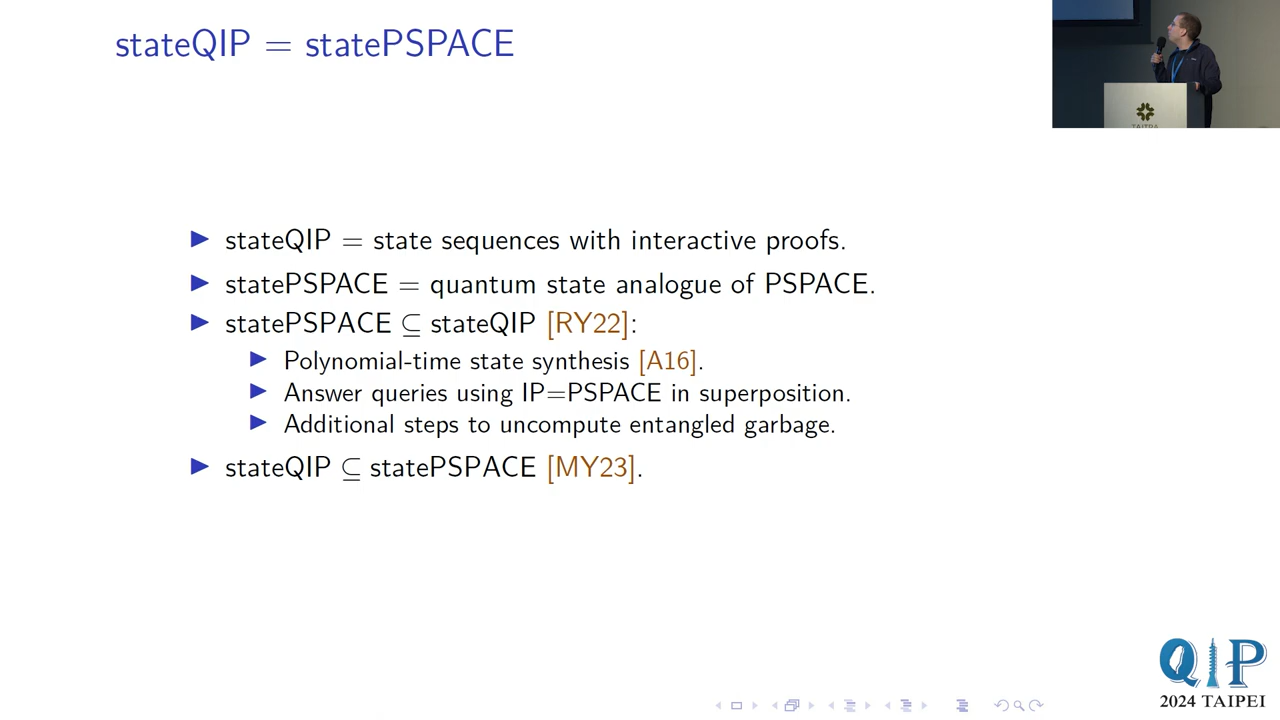 stateQIP = statePSPACE
stateQIP = state sequences with interactive proofs.
statePSPACE = quantum state analogue of PSPACE.
statePSPACE ⊆ stateQIP [RY22]:
Polynomial-time state synthesis [A16].
Answer queries using IP=PSPACE in superposition.
Additional steps to uncompute entangled garbage.
stateQIP ⊆ statePSPACE [MY23].
TAITRA
QIP
2024 TAIPEI